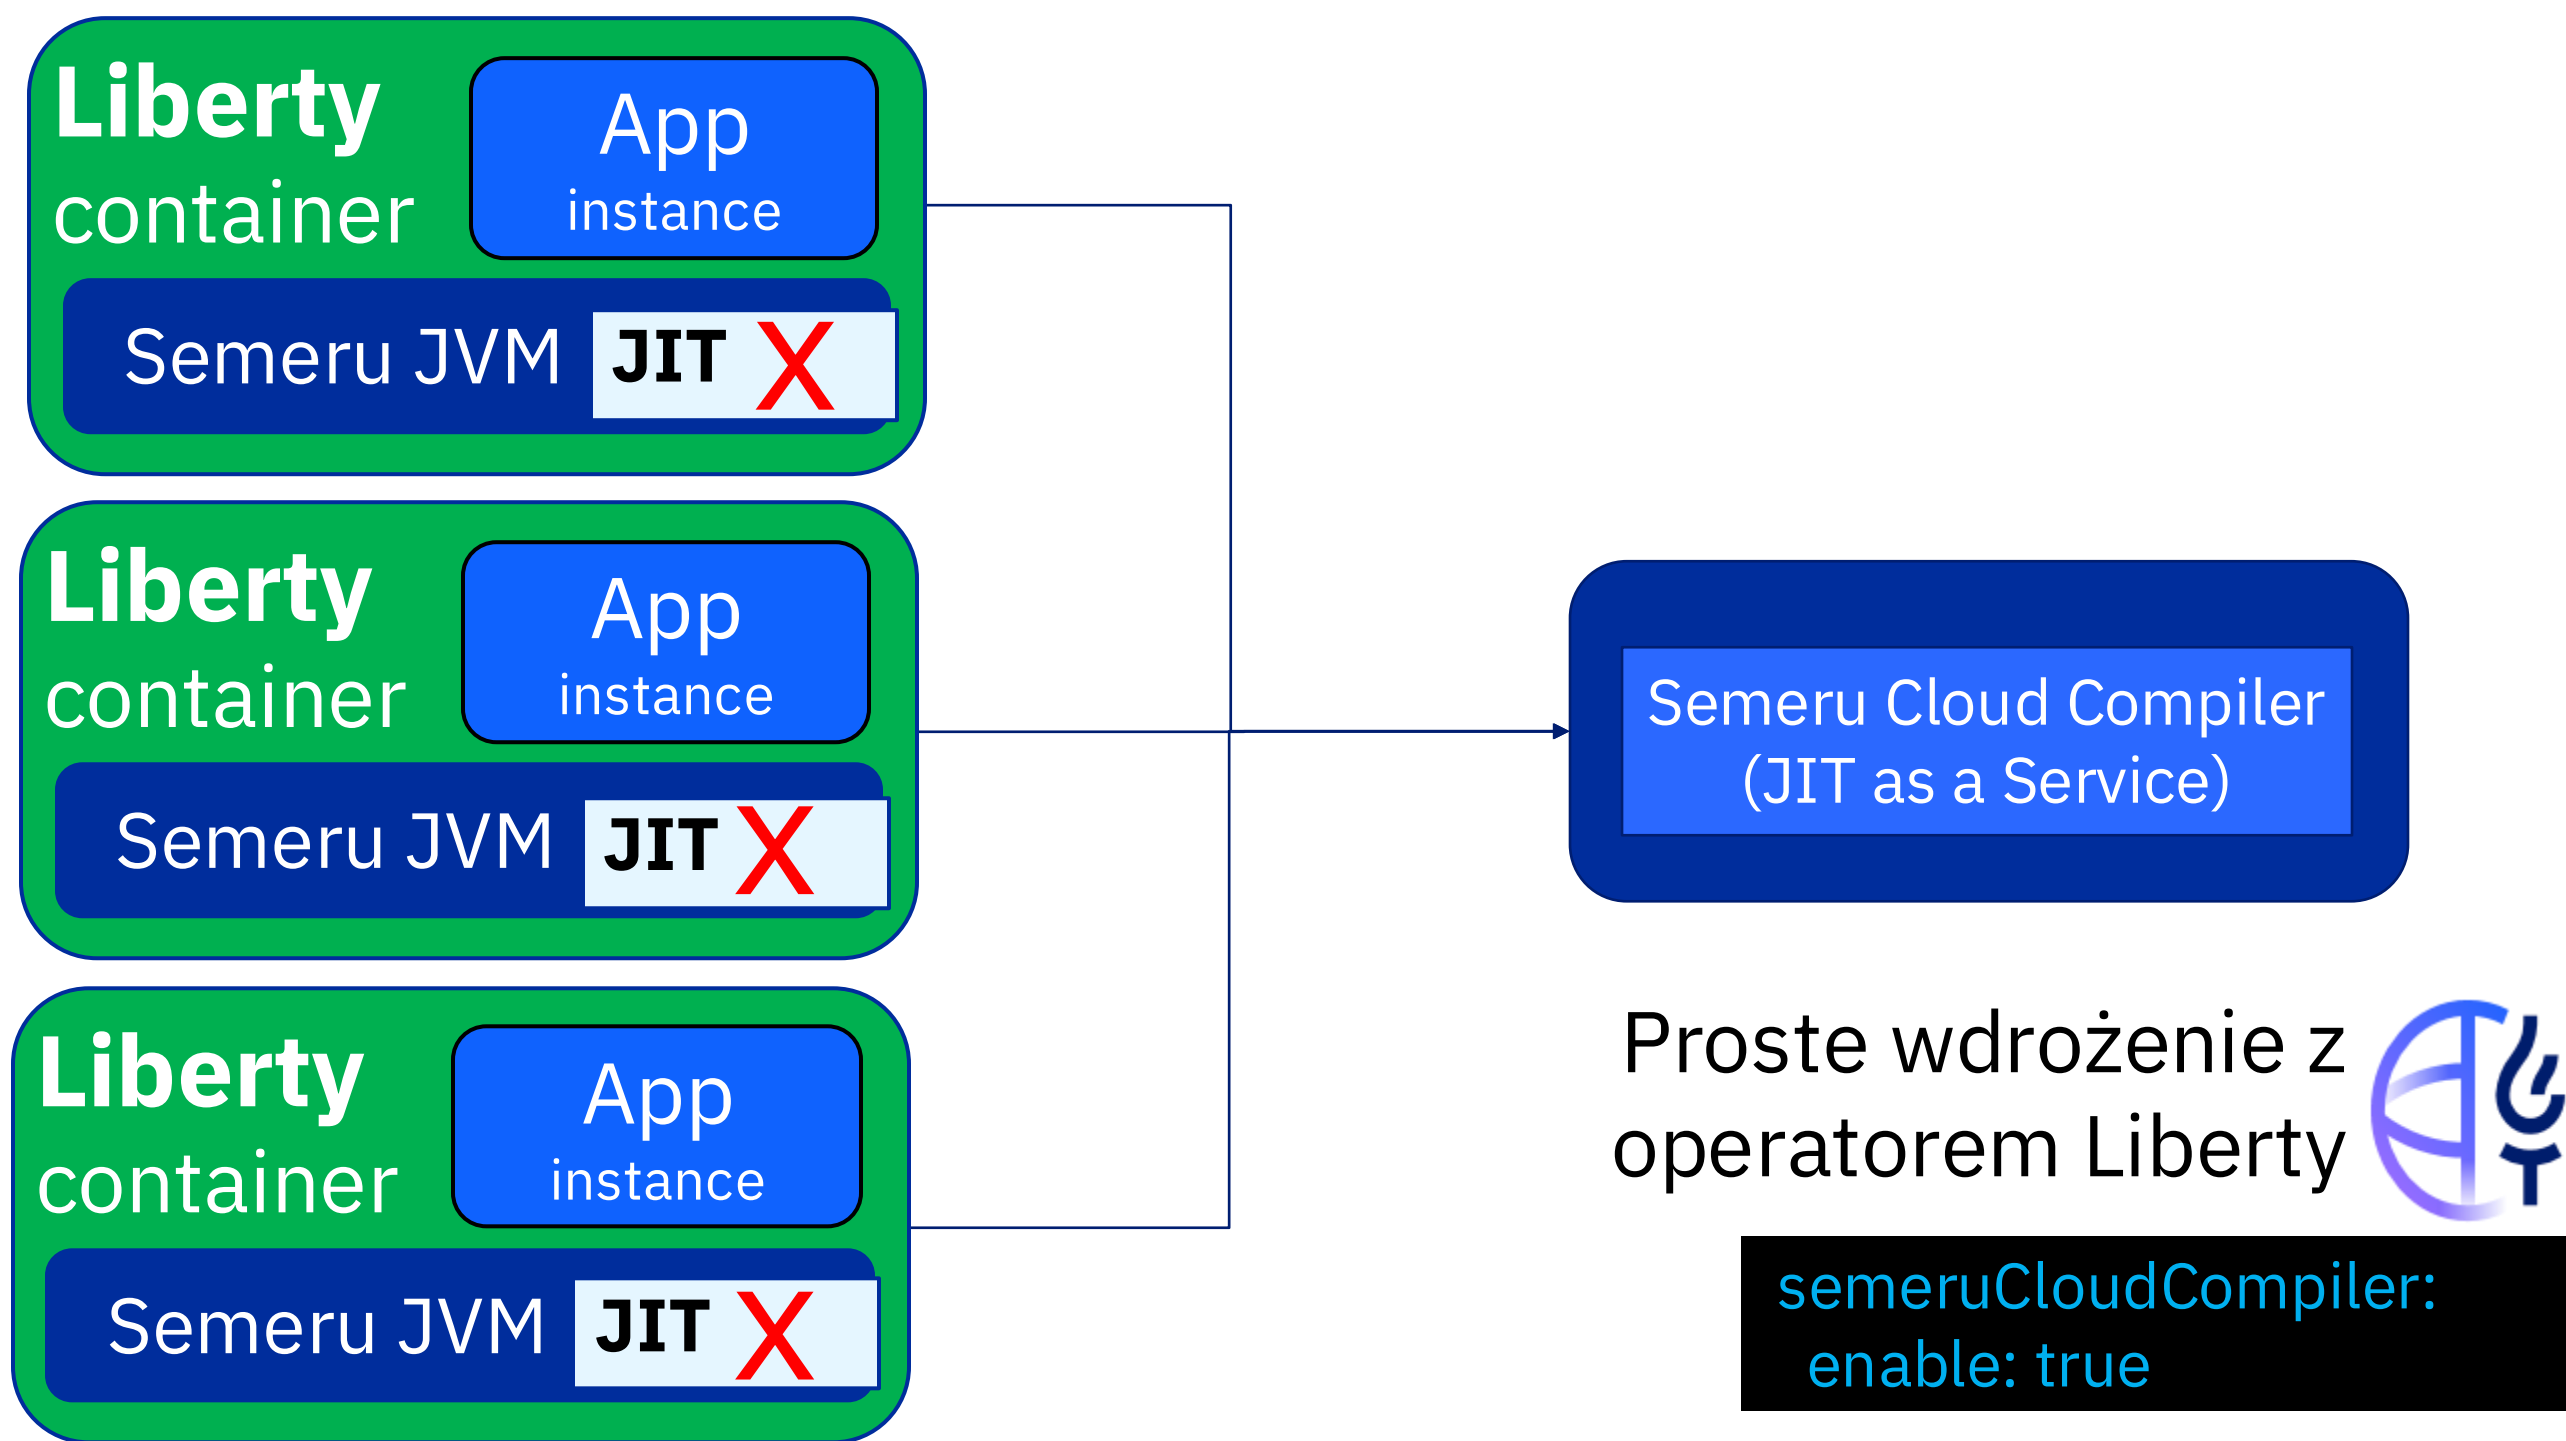 Liberty
container
App
instance
Semeru JVM
JIT X
Liberty
container
App
instance
Semeru JVM
JIT X
Liberty
container
App
instance
Semeru JVM
JIT X
Semeru Cloud Compiler
(JIT as a Service)
Proste wdrożenie z
operatorem Liberty
semeruCloudCompiler:
enable: true